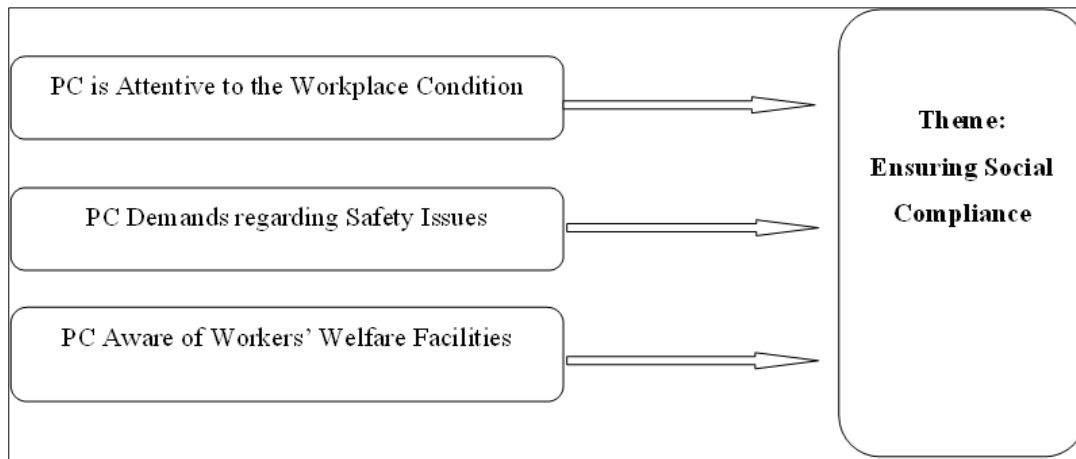 PC is Attentive to the Workplace Condition
PC Demands regarding Safety Issues
PC Aware of Workers’ Welfare Facilities
Theme:
Ensuring Social
Compliance